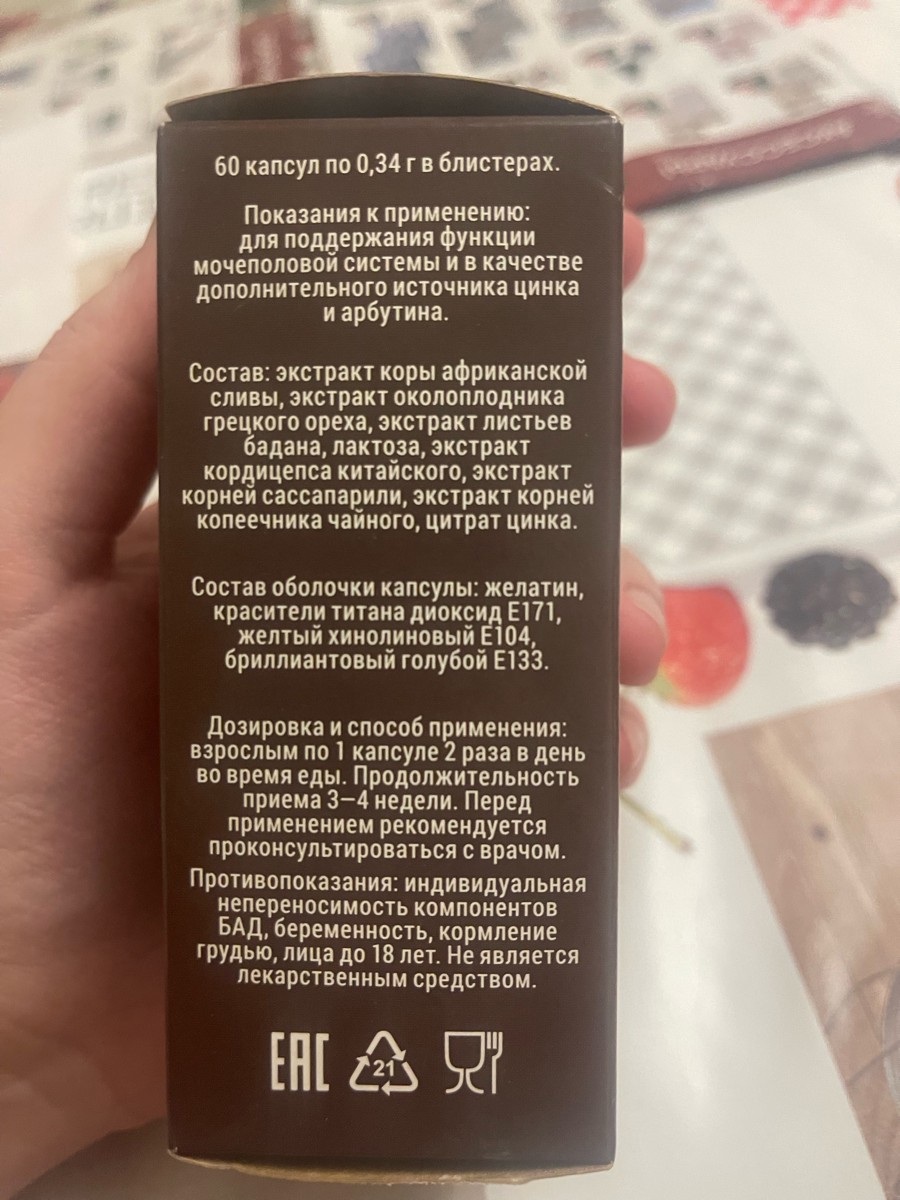 60 капсул по 0,34 г в блистерах.
Показания к применению:
для поддержания функции
мочеполовой системы и в качестве
дополнительного источника цинка
и арбутина.
Состав: экстракт коры африканской
сливы, экстракт околоплодника
грецкого ореха, экстракт листьев
бадана, лактоза, экстракт
кордицепса китайского, экстракт
корней сассапарили, экстракт корней
копеечника чайного, цитрат цинка.
Состав оболочки капсулы: желатин,
красители титана диоксид Е171,
желтый хинолиновый Е104,
бриллиантовый голубой Е133.
Дозировка и способ применения:
взрослым по 1 капсуле 2 раза в день
во время еды. Продолжительность
приема 3—4 недели. Перед
применением рекомендуется
проконсультироваться с врачом.
Противопоказания: индивидуальная
непереносимость компонентов
БАД, беременность, кормление
грудью, лица до 18 лет. Не является
лекарственным средством.
ЕАС 21